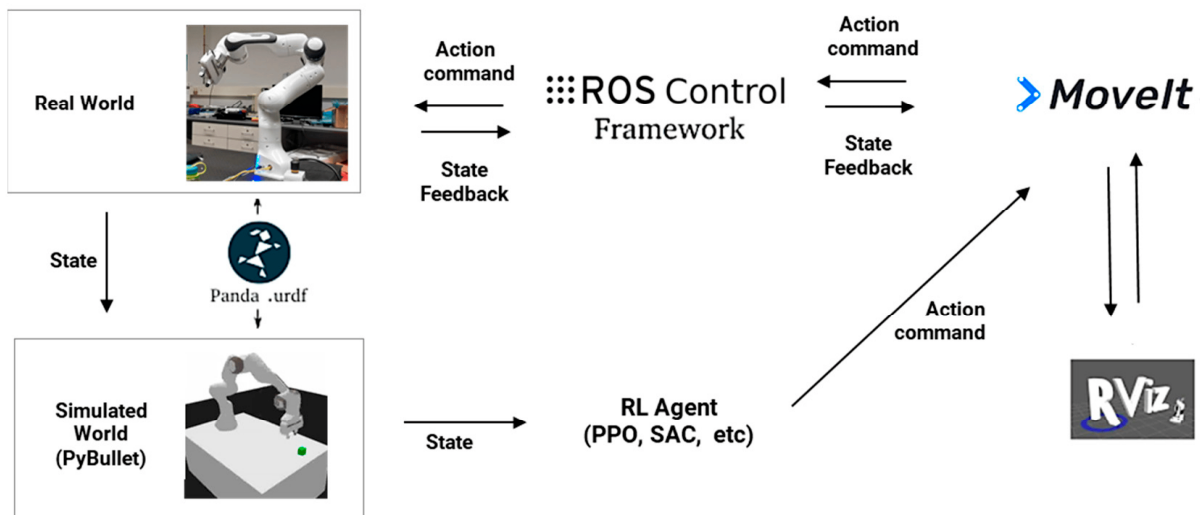 Real World
Action
command
State
Feedback
ROS Control
Framework
Action
command
State
Feedback
MoveIt
State
Panda .urdf
Action
command
Simulated
World
(PyBullet)
State
RL Agent
(PPO, SAC, etc)
RViz